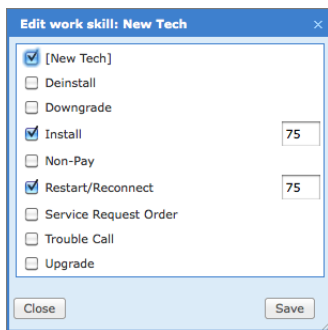 Edit work skill: New Tech ×
[New Tech]
Deinstall
Downgrade
Install 75
Non-Pay
Restart/Reconnect 75
Service Request Order
Trouble Call
Upgrade
Close Save